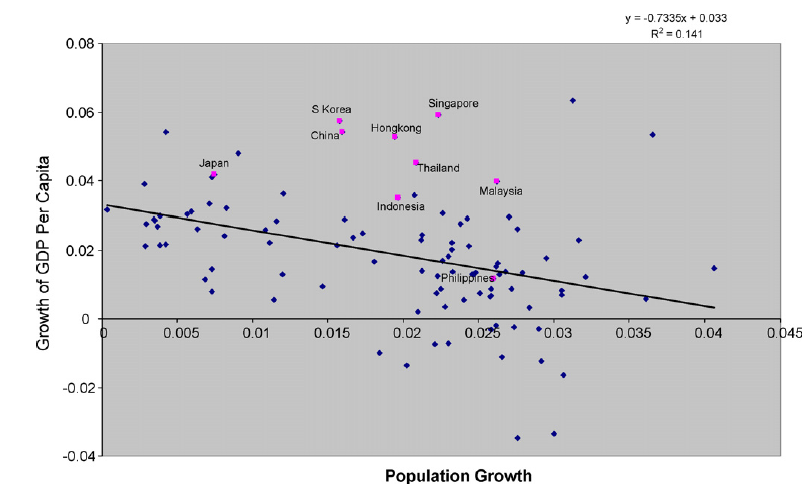 y = -0.7335x + 0.033
R² = 0.141
0.08
0.06
0.04
0.02
0
-0.02
-0.04
Growth of GDP Per Capita
Singapore
S Korea
China
Hongkong
Japan
Thailand
Malaysia
Indonesia
Philippines
0 0.005 0.01 0.015 0.02 0.025 0.03 0.035 0.04 0.045
Population Growth